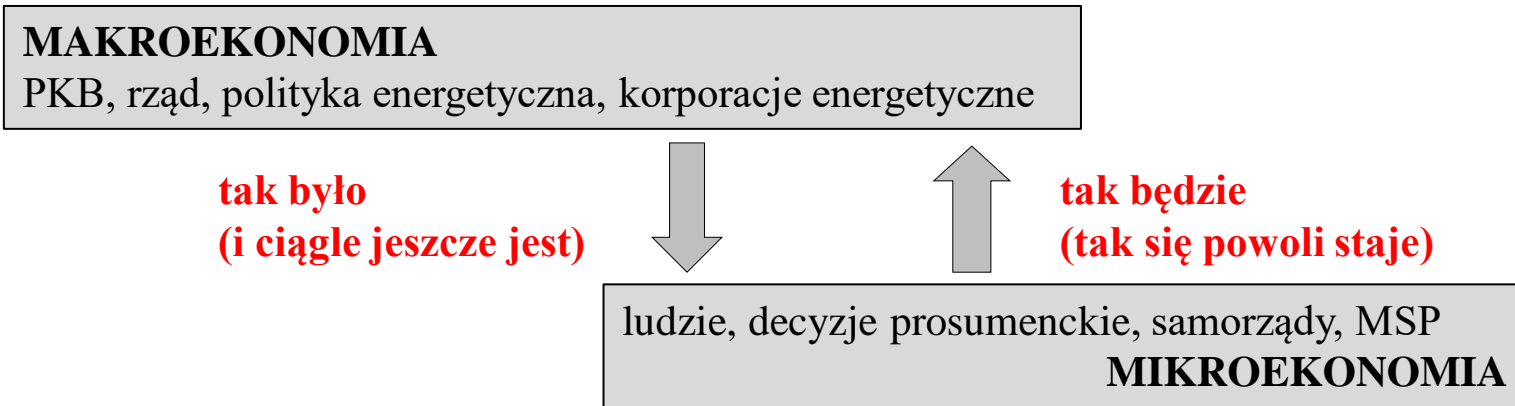 MAKROEKONOMIA
PKB, rząd, polityka energetyczna, korporacje energetyczne
tak było
(i ciągle jeszcze jest)
tak będzie
(tak się powoli staje)
ludzie, decyzje prosumenckie, samorządy, MSP
MIKROEKONOMIA